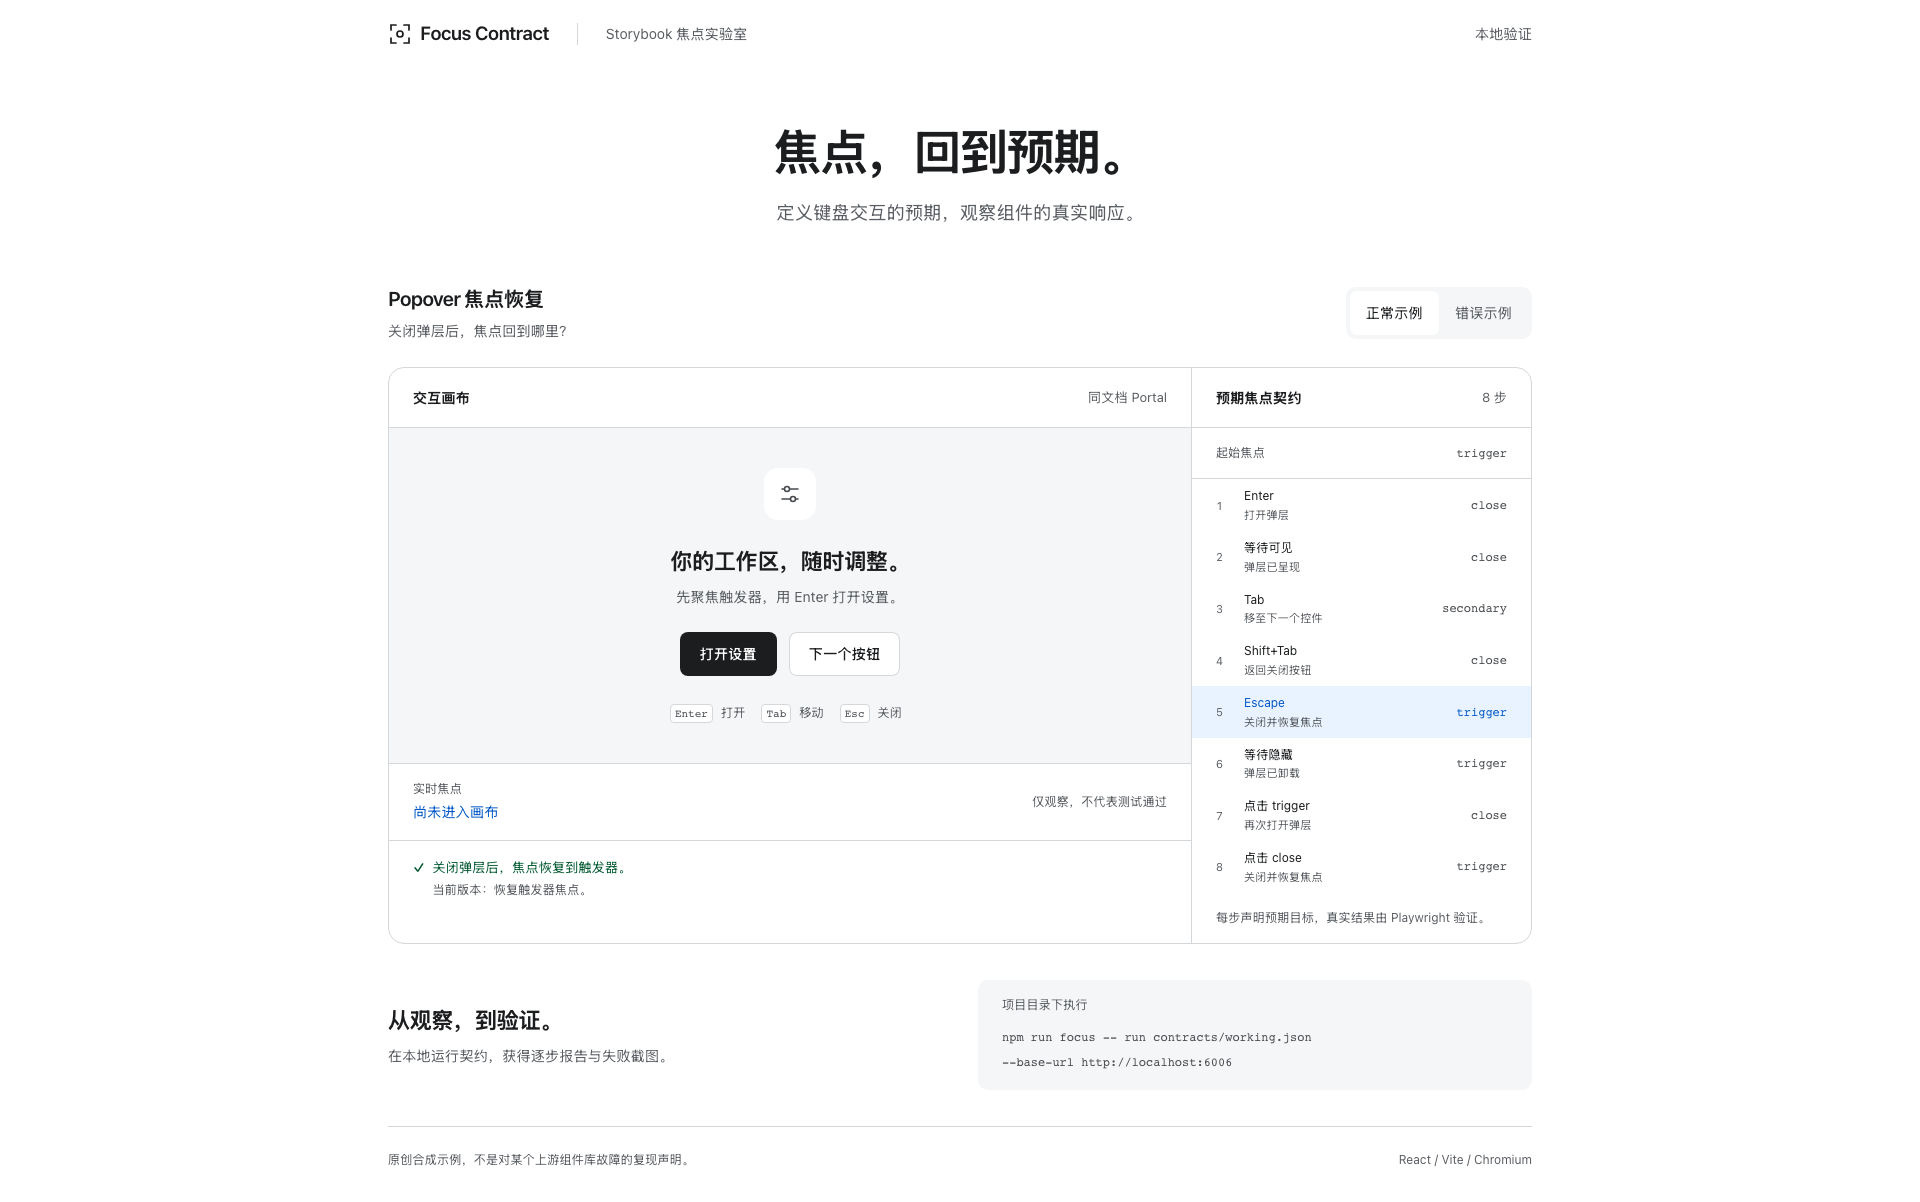 Focus Contract
Storybook 焦点实验室
本地验证
焦点，回到预期。
定义键盘交互的预期，观察组件的真实响应。
Popover 焦点恢复
关闭弹层后，焦点回到哪里？
正常示例
错误示例
交互画布
同文档 Portal
你的工作区，随时调整。
先聚焦触发器，用 Enter 打开设置。
打开设置
下一个按钮
Enter 打开 Tab 移动 Esc 关闭
实时焦点
尚未进入画布
仅观察，不代表测试通过
关闭弹层后，焦点恢复到触发器。
当前版本：恢复触发器焦点。
预期焦点契约
8 步
起始焦点
trigger
1
Enter
打开弹层
close
2
等待可见
弹层已呈现
close
3
Tab
移至下一个控件
secondary
4
Shift+Tab
返回关闭按钮
close
5
Escape
关闭并恢复焦点
trigger
6
等待隐藏
弹层已卸载
trigger
7
点击 trigger
再次打开弹层
close
8
点击 close
关闭并恢复焦点
trigger
每步声明预期目标，真实结果由 Playwright 验证。
从观察，到验证。
在本地运行契约，获得逐步报告与失败截图。
项目目录下执行
npm run focus -- run contracts/working.json
--base-url http://localhost:6006
原创合成示例，不是对某个上游组件库故障的复现声明。
React / Vite / Chromium